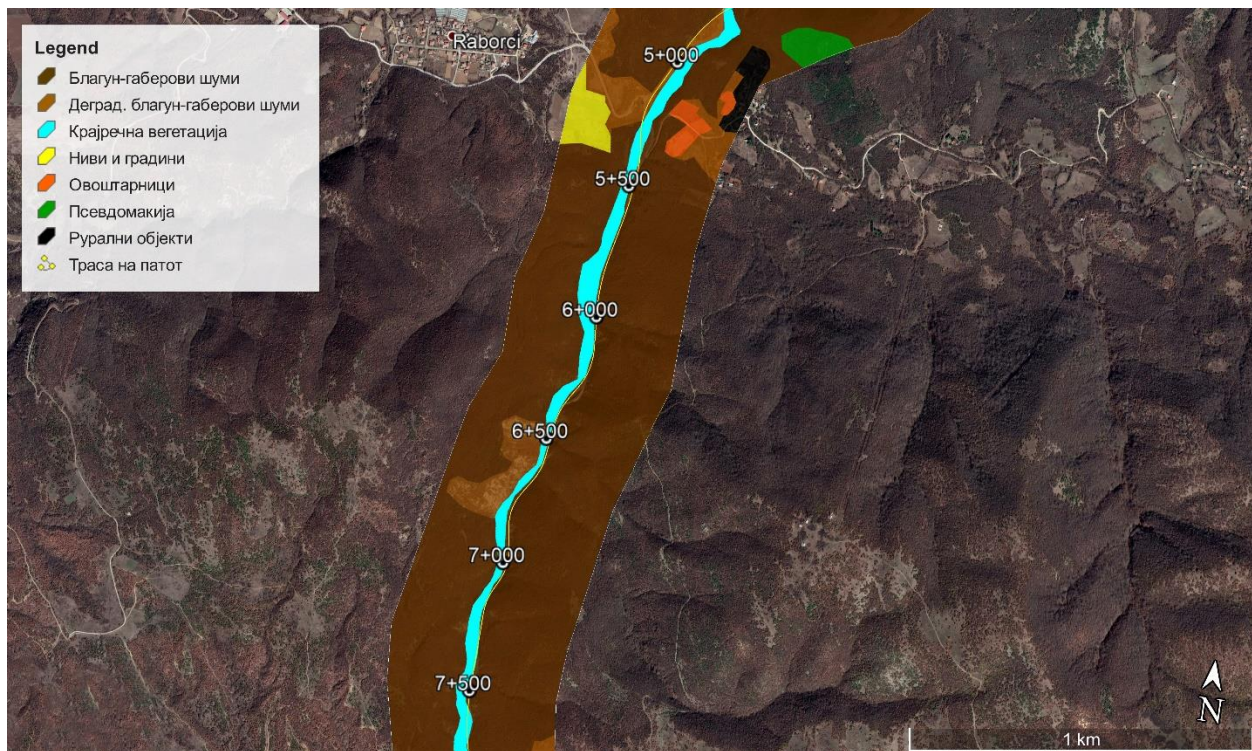 Legend
Благун-габерови шуми
Деград. благун-габерови шуми
Крајречна вегетација
Ниви и градини
Овоштарници
Псевдомакија
Рурални објекти
Траса на патот
Raborci
5+000
5+500
6+000
6+500
7+000
7+500
N
1 km